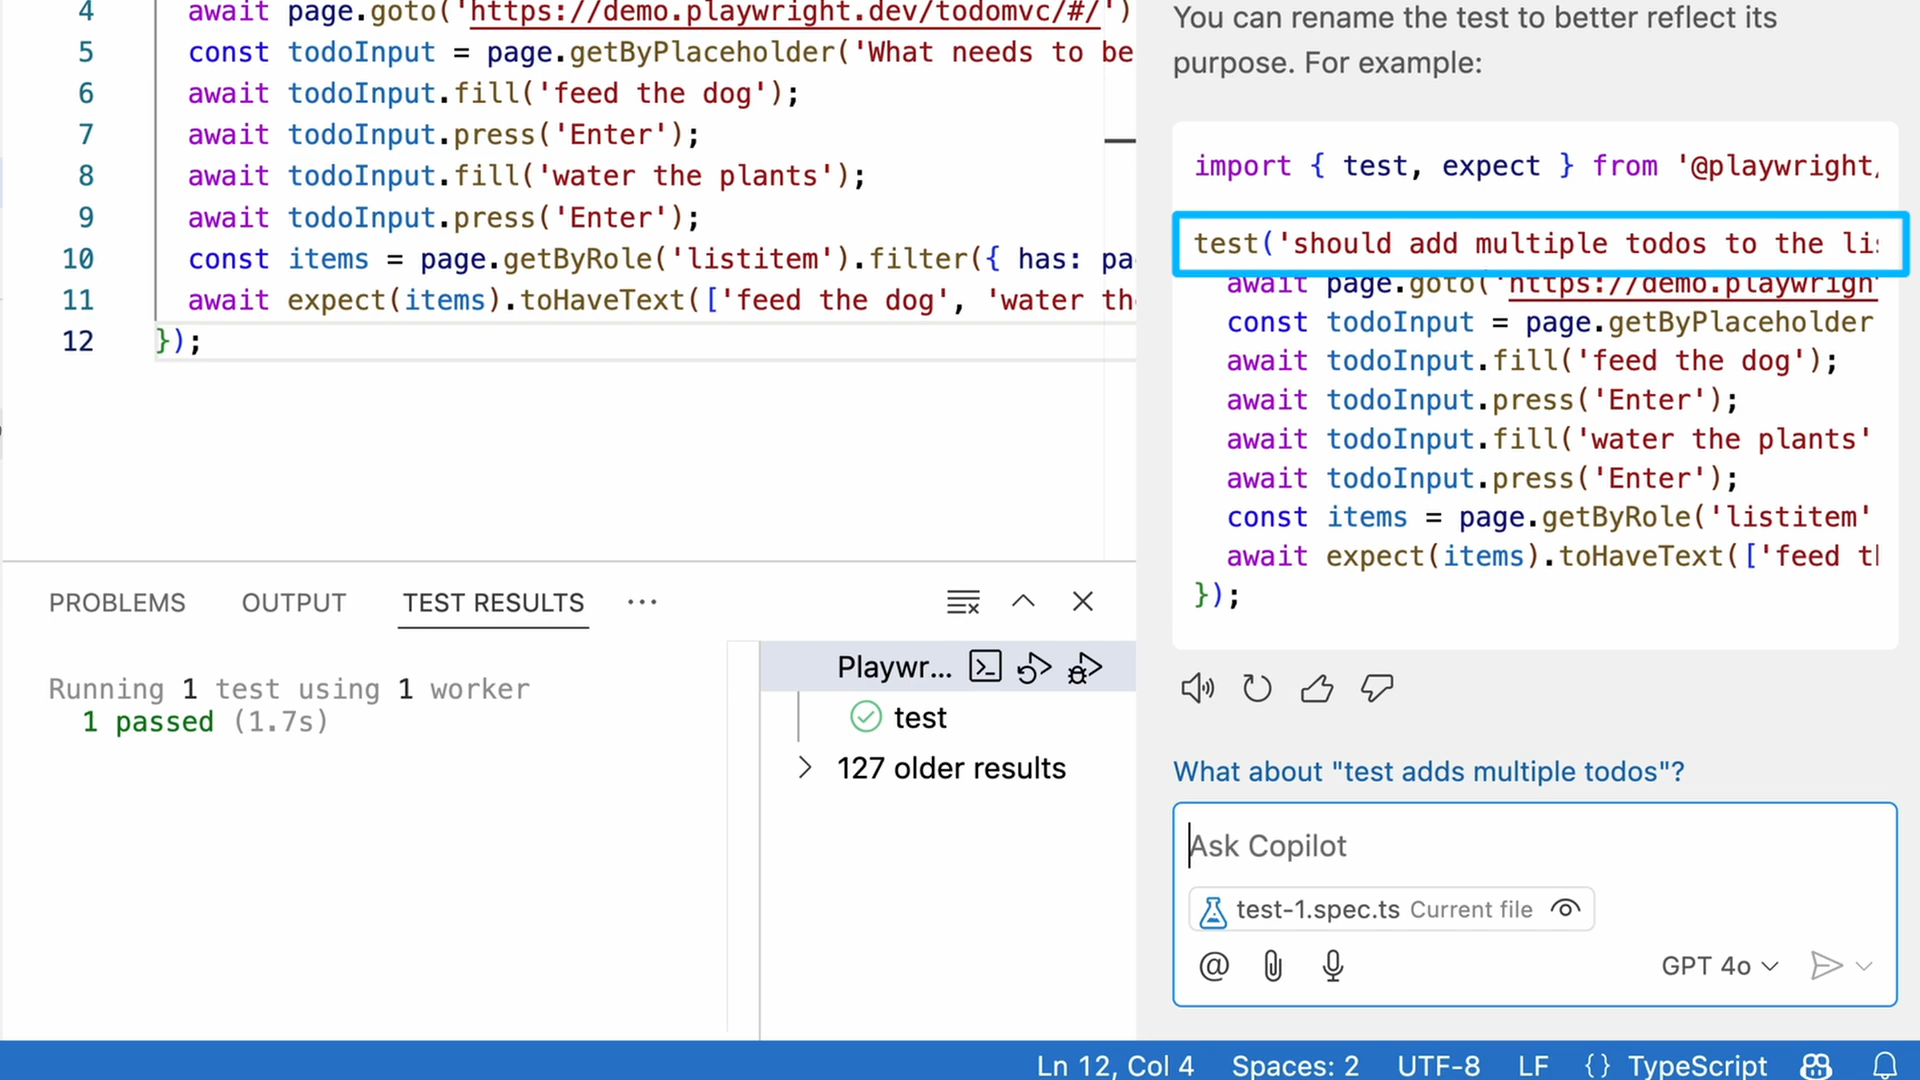 4 await page.goto('https://demo.playwright.dev/todomvc/#/')
5 const todoInput = page.getByPlaceholder('What needs to be
6 await todoInput.fill('feed the dog');
7 await todoInput.press('Enter');
8 await todoInput.fill('water the plants');
9 await todoInput.press('Enter');
10 const items = page.getByRole('listitem').filter({ has: pa
11 await expect(items).toHaveText(['feed the dog', 'water th
12 });
PROBLEMS OUTPUT TEST RESULTS ...
Running 1 test using 1 worker
1 passed (1.7s)
Playwr...
test
127 older results
You can rename the test to better reflect its
purpose. For example:
import { test, expect } from '@playwright/
test('should add multiple todos to the lis
await page.goto('https://demo.playwrigh
const todoInput = page.getByPlaceholder
await todoInput.fill('feed the dog');
await todoInput.press('Enter');
await todoInput.fill('water the plants'
await todoInput.press('Enter');
const items = page.getByRole('listitem'
await expect(items).toHaveText(['feed th
});
What about "test adds multiple todos"?
Ask Copilot
test-1.spec.ts Current file
@ GPT 4o
Ln 12, Col 4 Spaces: 2 UTF-8 LF {} TypeScript